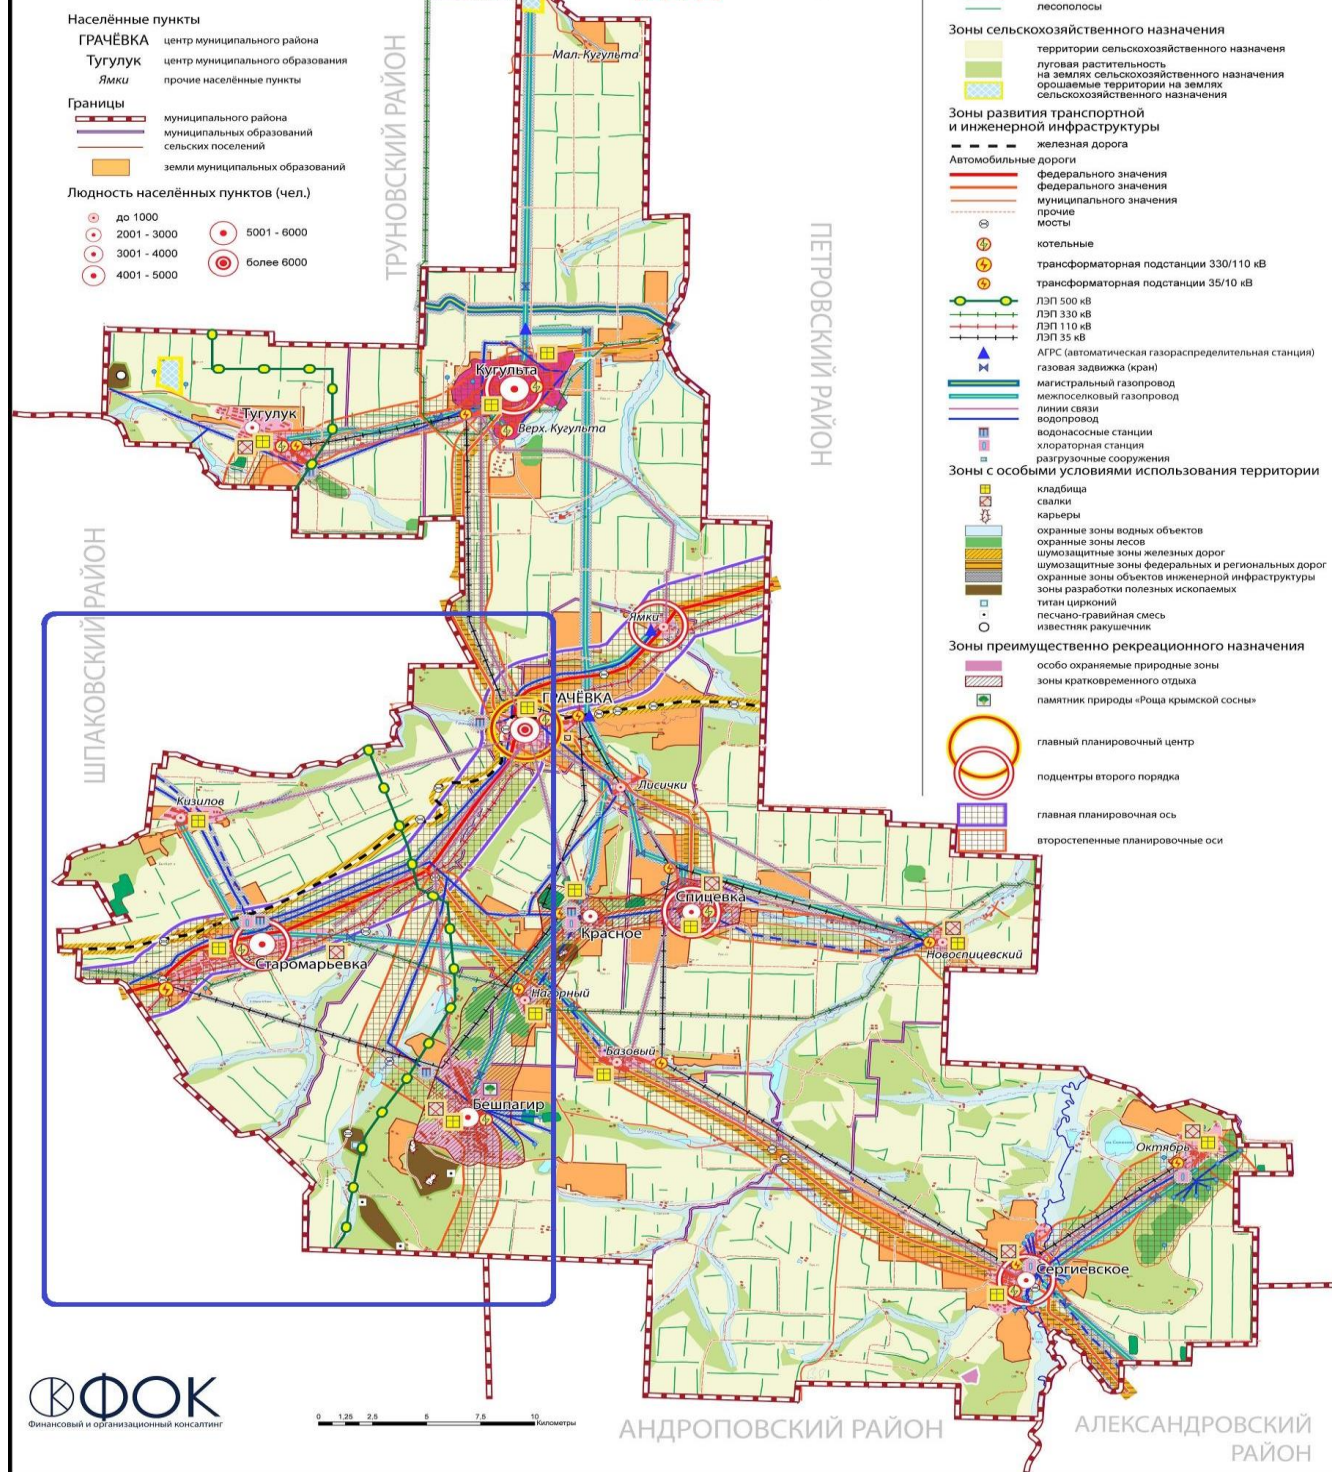 Населённые пункты
ГРАЧЁВКА центр муниципального района
Тугулук центр муниципального образования
Ямки прочие населённые пункты
Границы
муниципального района
муниципальных образований
сельских поселений
земли муниципальных образований
Людность населённых пунктов (чел.)
до 1000
2001 - 3000
3001 - 4000
4001 - 5000
5001 - 6000
более 6000
лесополосы
Зоны сельскохозяйственного назначения
территории сельскохозяйственного назначеня
луговая растительность
на землях сельскохозяйственного назначения
орошаемые территории на землях
сельскохозяйственного назначения
Зоны развития транспортной
и инженерной инфраструктуры
железная дорога
Автомобильные дороги
федерального значения
федерального значения
муниципального значения
прочие
мосты
котельные
трансформаторная подстанции 330/110 кВ
трансформаторная подстанции 35/10 кВ
ЛЭП 500 кВ
ЛЭП 330 кВ
ЛЭП 110 кВ
ЛЭП 35 кВ
АГРС (автоматическая газораспределительная станция)
газовая задвижка (кран)
магистральный газопровод
межпоселковый газопровод
линии связи
водопровод
водонасосные станции
хлораторная станция
разгрузочные сооружения
Зоны с особыми условиями использования территории
кладбища
свалки
карьеры
охранные зоны водных объектов
охранные зоны лесов
шумозащитные зоны железных дорог
шумозащитные зоны федеральных и региональных дорог
охранные зоны объектов инженерной инфраструктуры
зоны разработки полезных ископаемых
титан цирконий
песчано-гравийная смесь
известняк ракушечник
Зоны преимущественно рекреационного назначения
особо охраняемые природные зоны
зоны кратковременного отдыха
памятник природы «Роща крымской сосны»
главный планировочный центр
подцентры второго порядка
главная планировочная ось
второстепенные планировочные оси
ТРУНОВСКИЙ РАЙОН
ПЕТРОВСКИЙ РАЙОН
ШПАКОВСКИЙ РАЙОН
Мал. Кугульта
Кугульта
Тугулук
Верх. Кугульта
Ямки
ГРАЧЁВКА
Лисички
Кизилов
Спицевка
Красное
Старомарьевка
Новоспицевский
Нагорный
Базовый
Бешпагир
Октябрь
Сергиевское
ФОК
Финансовый и организационный консалтинг
0 1,25 2,5 5 7,5 10
Километры
АНДРОПОВСКИЙ РАЙОН
АЛЕКСАНДРОВСКИЙ
РАЙОН